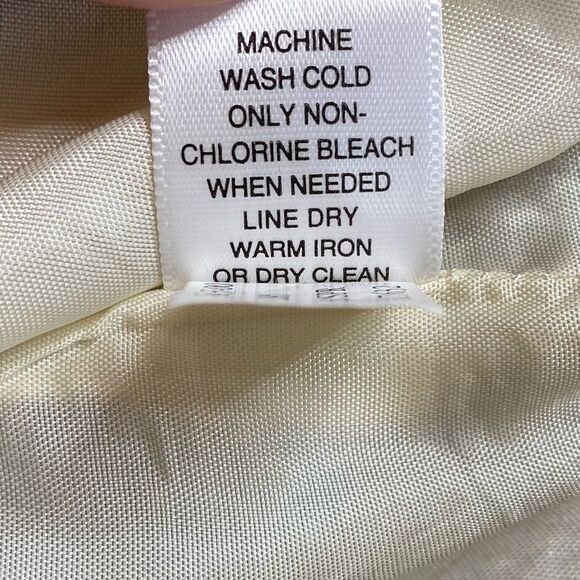 MACHINE
WASH COLD
ONLY NON-
CHLORINE BLEACH
WHEN NEEDED
LINE DRY
WARM IRON
OR DRY CLEAN